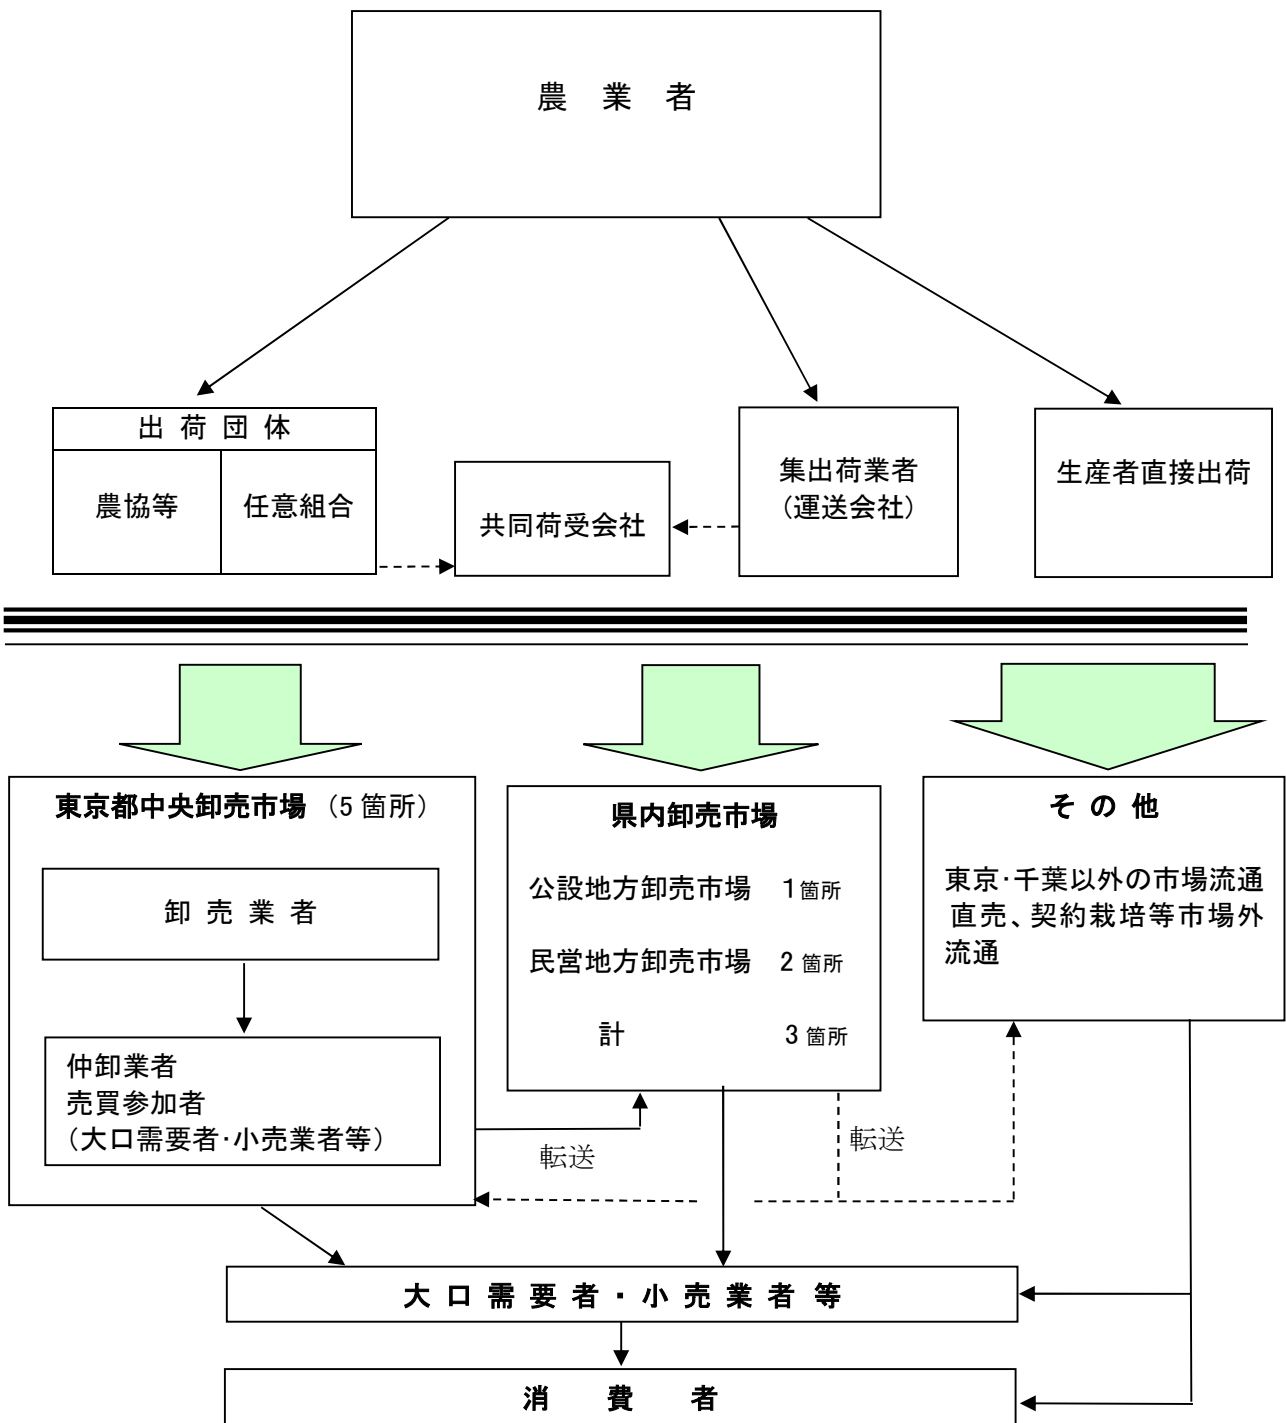 農 業 者
出 荷 団 体
農協等
任意組合
共同荷受会社
集出荷業者
(運送会社)
生産者直接出荷
東京都中央卸売市場 (5 箇所)
卸 売 業 者
仲卸業者
売買参加者
(大口需要者･小売業者等)
県内卸売市場
公設地方卸売市場 1箇所
民営地方卸売市場 2 箇所
計 3 箇所
そ の 他
東京･千葉以外の市場流通
直売、契約栽培等市場外
流通
転送
転送
大 口 需 要 者 ・ 小 売 業 者 等
消 費 者